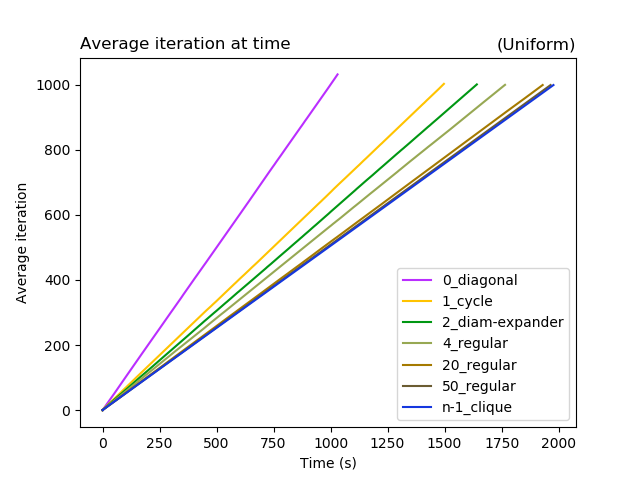 Average iteration at time (Uniform)
1000
800
600
400
200
0
Average iteration
0_diagonal
1_cycle
2_diam-expander
4_regular
20_regular
50_regular
n-1_clique
0 250 500 750 1000 1250 1500 1750 2000
Time (s)